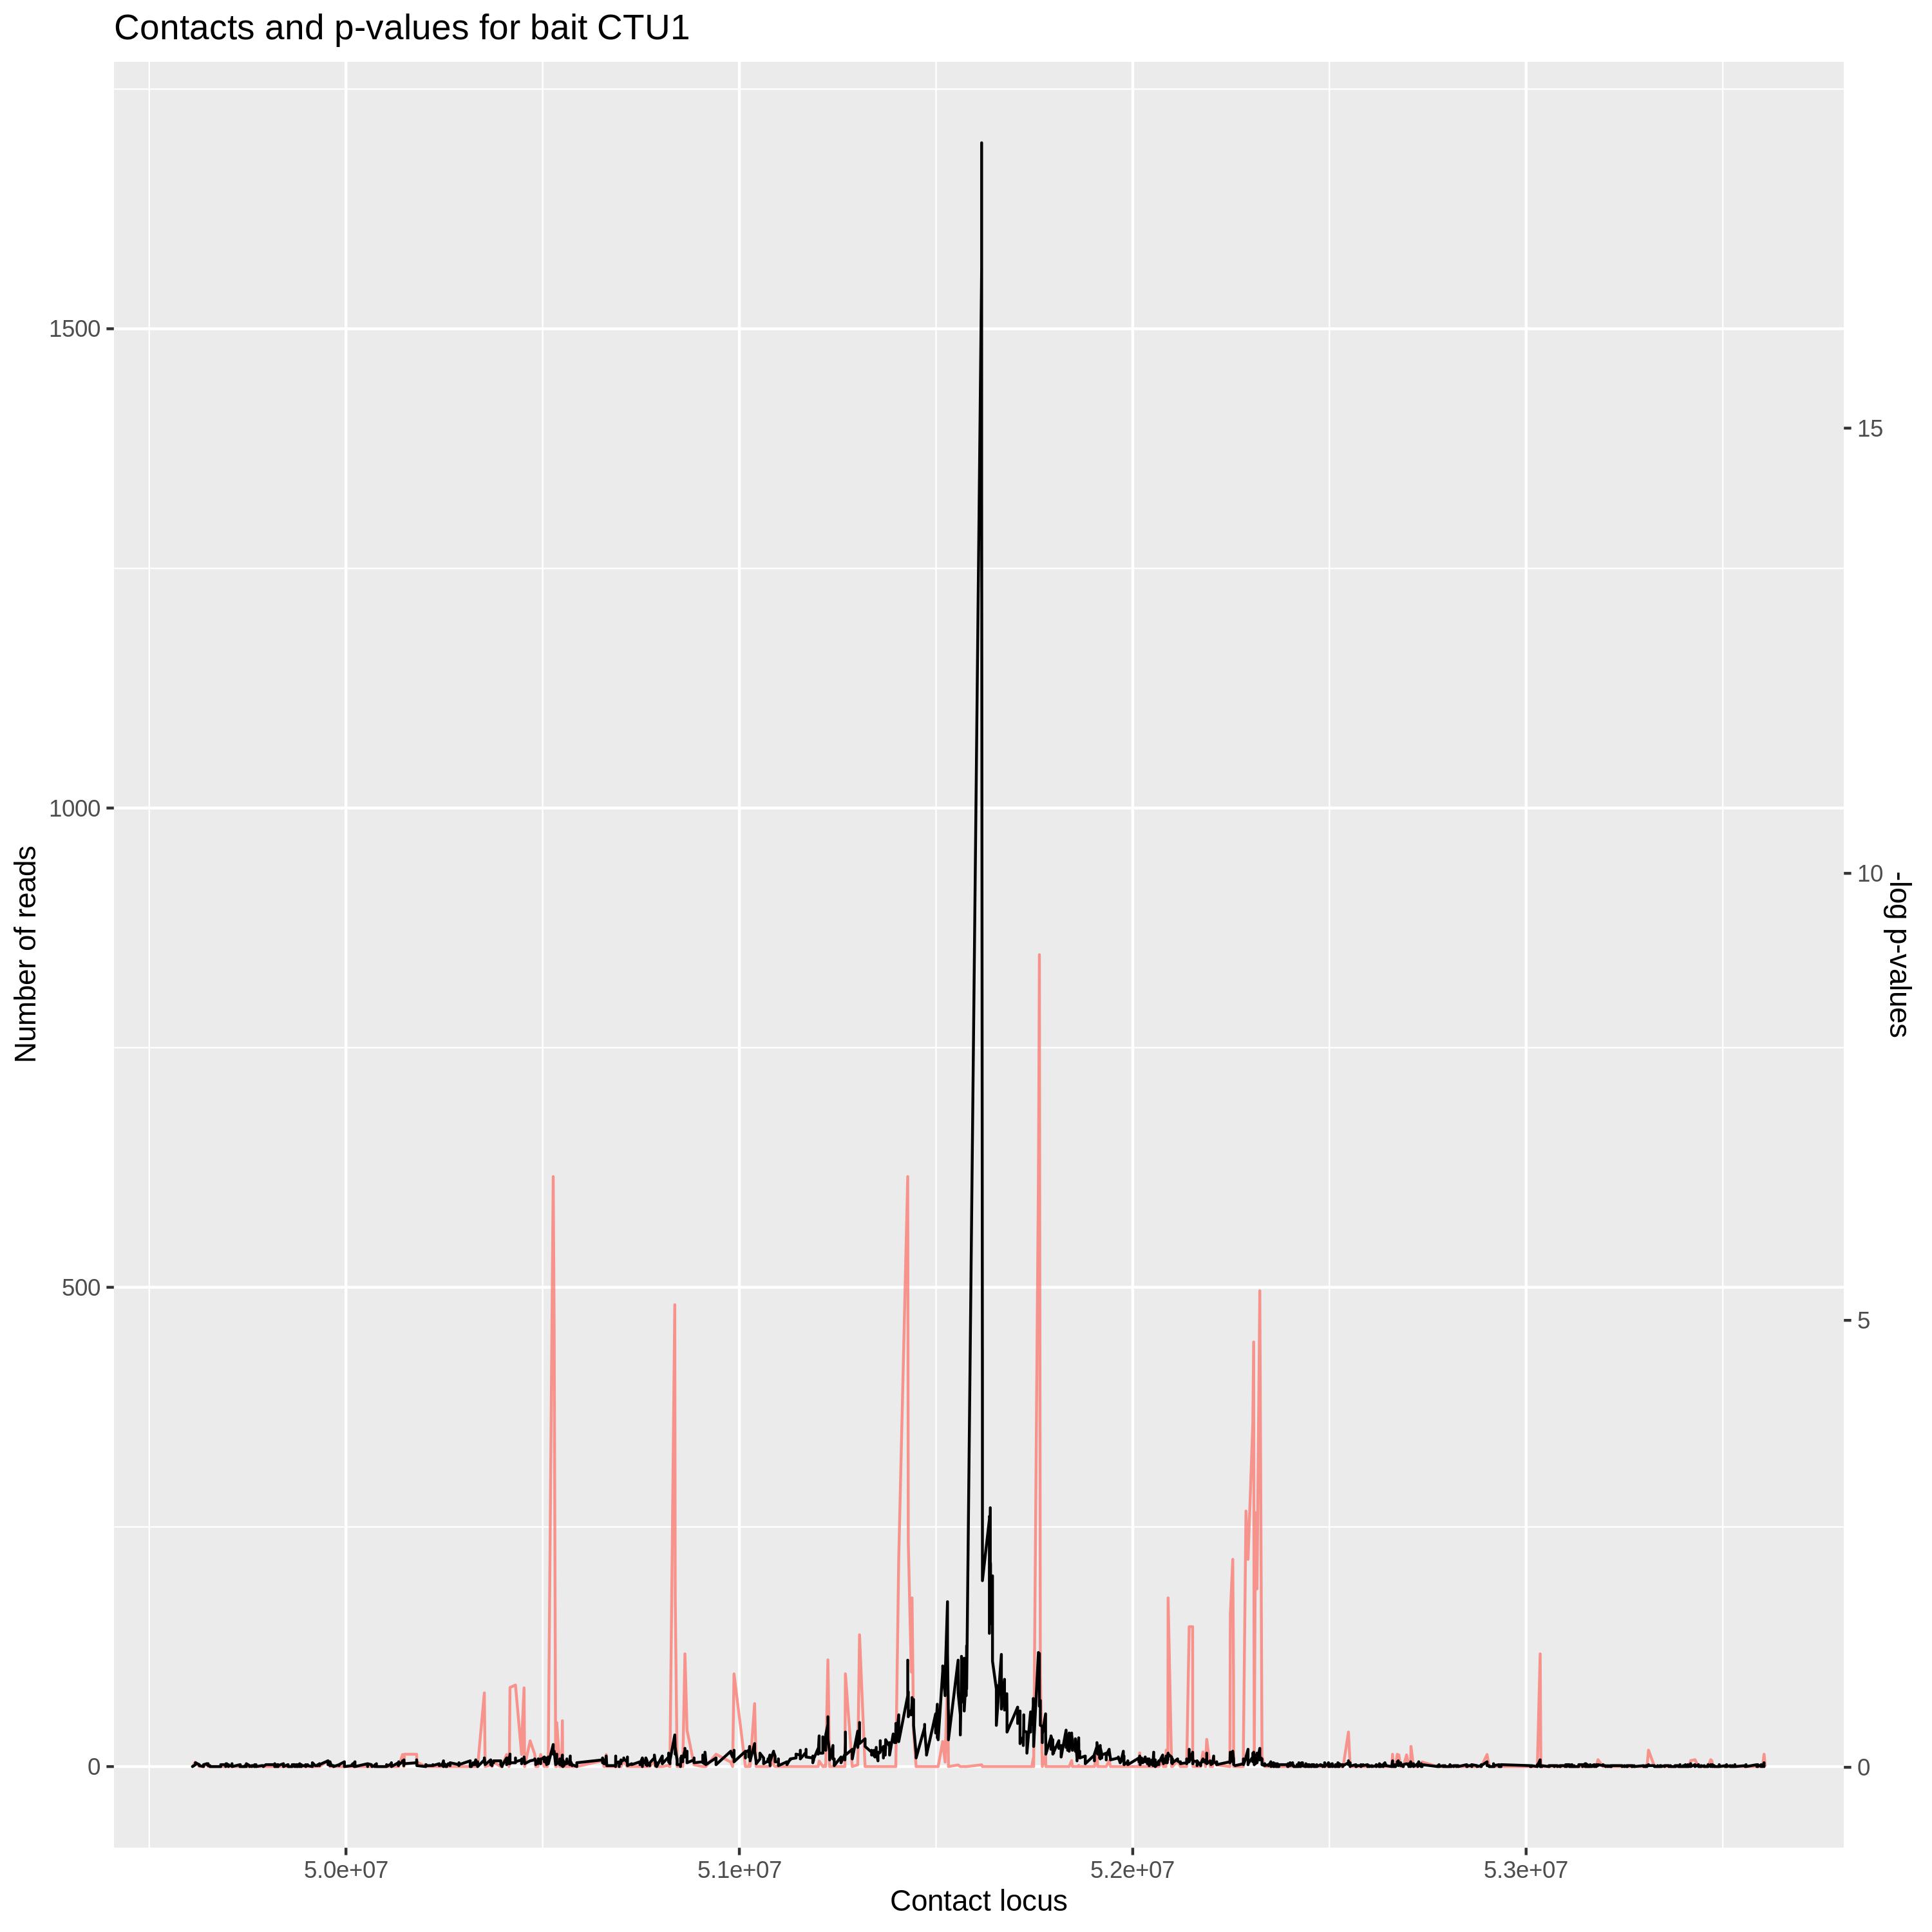 Contacts and p-values for bait CTU1
Number of reads
1500
1000
500
0
15
10
5
0
-log p-values
5.0e+07
5.1e+07
5.2e+07
5.3e+07
Contact locus